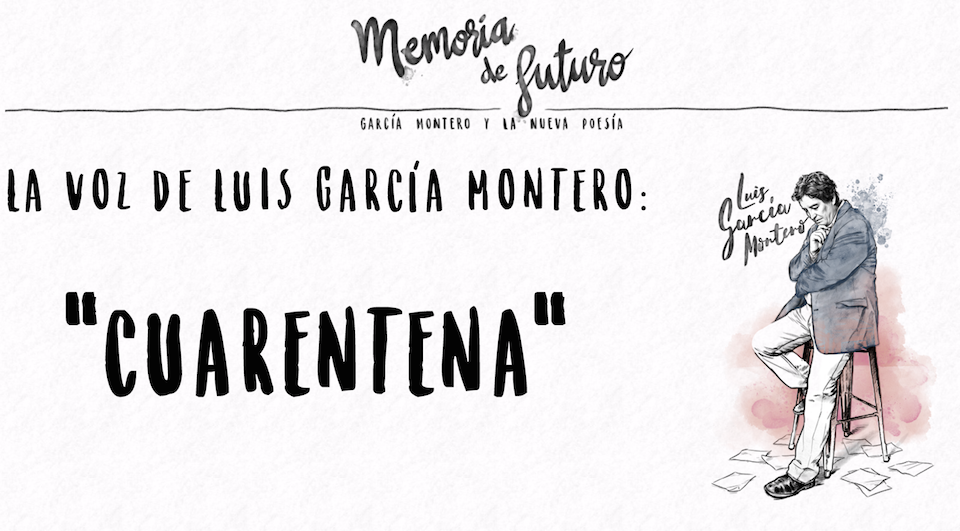 Memoria
de futuro
GARCÍA MONTERO Y LA NUEVA POESÍA
LA VOZ DE LUIS GARCÍA MONTERO:
"CUARENTENA"
Luis
García
Montero